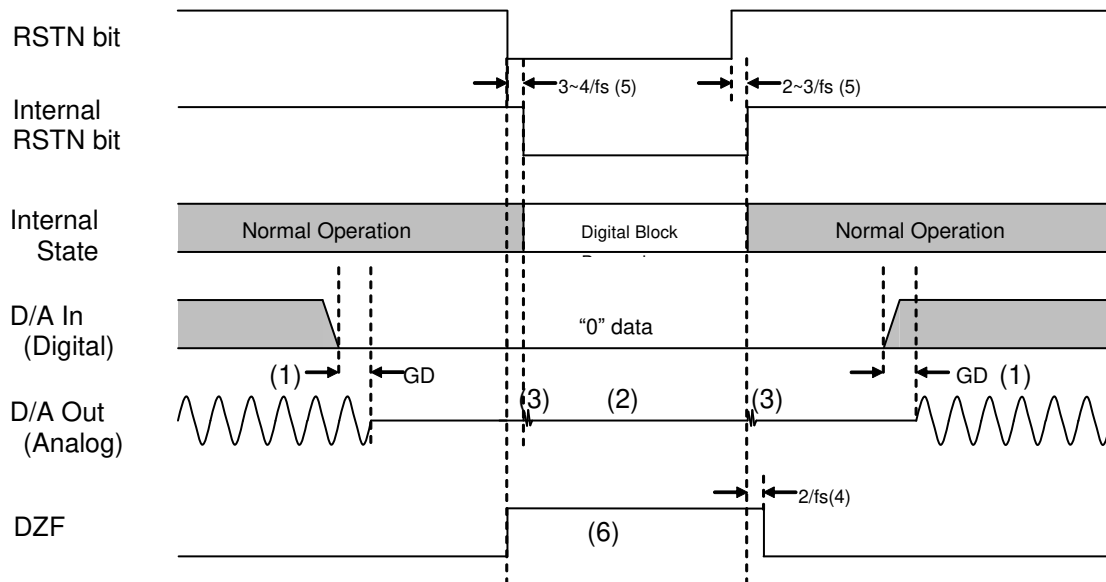 RSTN bit
3~4/fs (5)
2~3/fs (5)
Internal
RSTN bit
Internal
State
Normal Operation
Digital Block
Normal Operation
D/A In
(Digital)
“0” data
(1)
GD
GD (1)
D/A Out
(Analog)
(3)
(2)
(3)
2/fs(4)
DZF
(6)